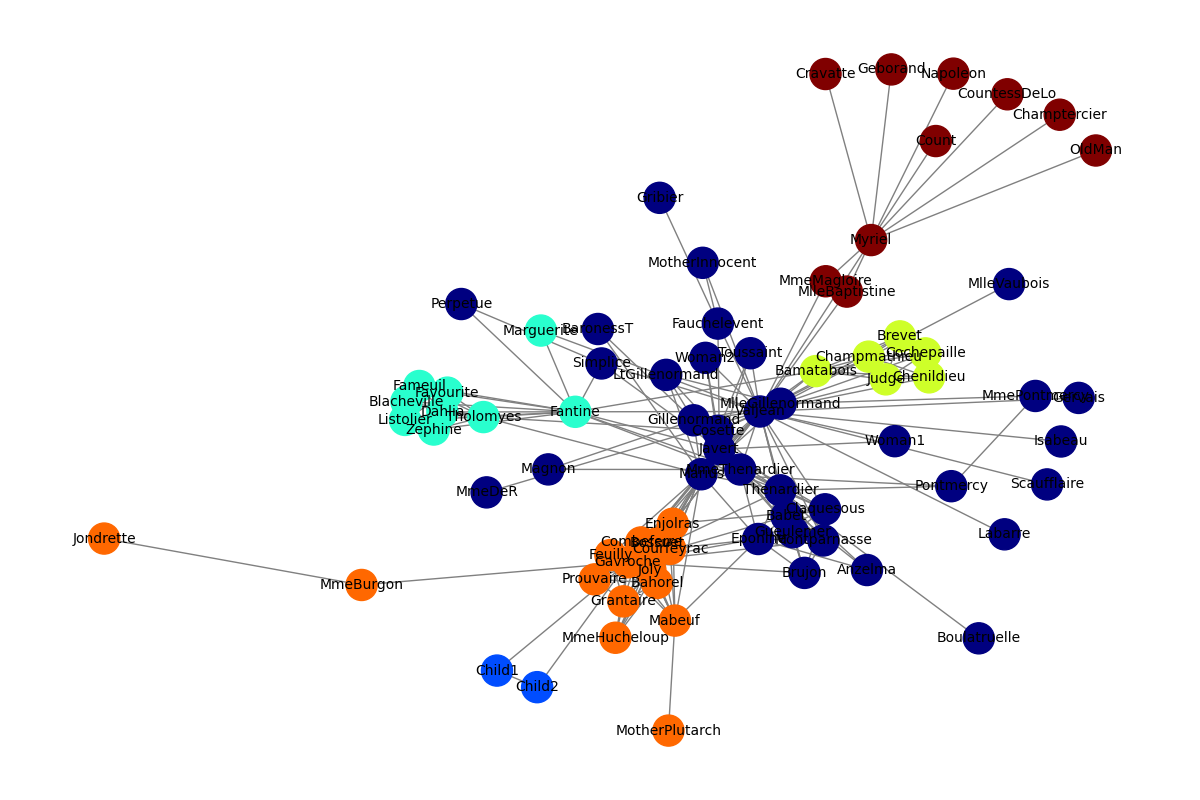 Cravatte
Geborand
Napoleon
CountessDeLo
Champtercier
Count
OldMan
Gribier
Myriel
MotherInnocent
MmeMagloire
MlleBaptistine
MlleVaubois
Perpetue
Marguerite
BaronessT
Fauchelevent
Brevet
Simplice
Woman2
Toussaint
Champmathieu
Cochepaille
LtGillenormand
Bamatabois
Judge
Chenildieu
Fameuil
Favourite
Blacheville
Dahlia
Tholomyes
Listolier
Zephine
Fantine
MlleGillenormand
Valjean
MmePontmercy
Gervais
Gillenormand
Cosette
Javert
Woman1
Isabeau
Magnon
Marius
MmeThenardier
MmeDeR
Thenardier
Pontmercy
Scaufflaire
Claquesous
Babet
Enjolras
Gueulemer
Labarre
Jondrette
Combeferre
Bossuet
Eponine
Montparnasse
Courfeyrac
Feuilly
Gavroche
Joly
Prouvaire
Bahorel
Brujon
Anzelma
MmeBurgon
Grantaire
Mabeuf
MmeHucheloup
Boulatruelle
Child1
Child2
MotherPlutarch